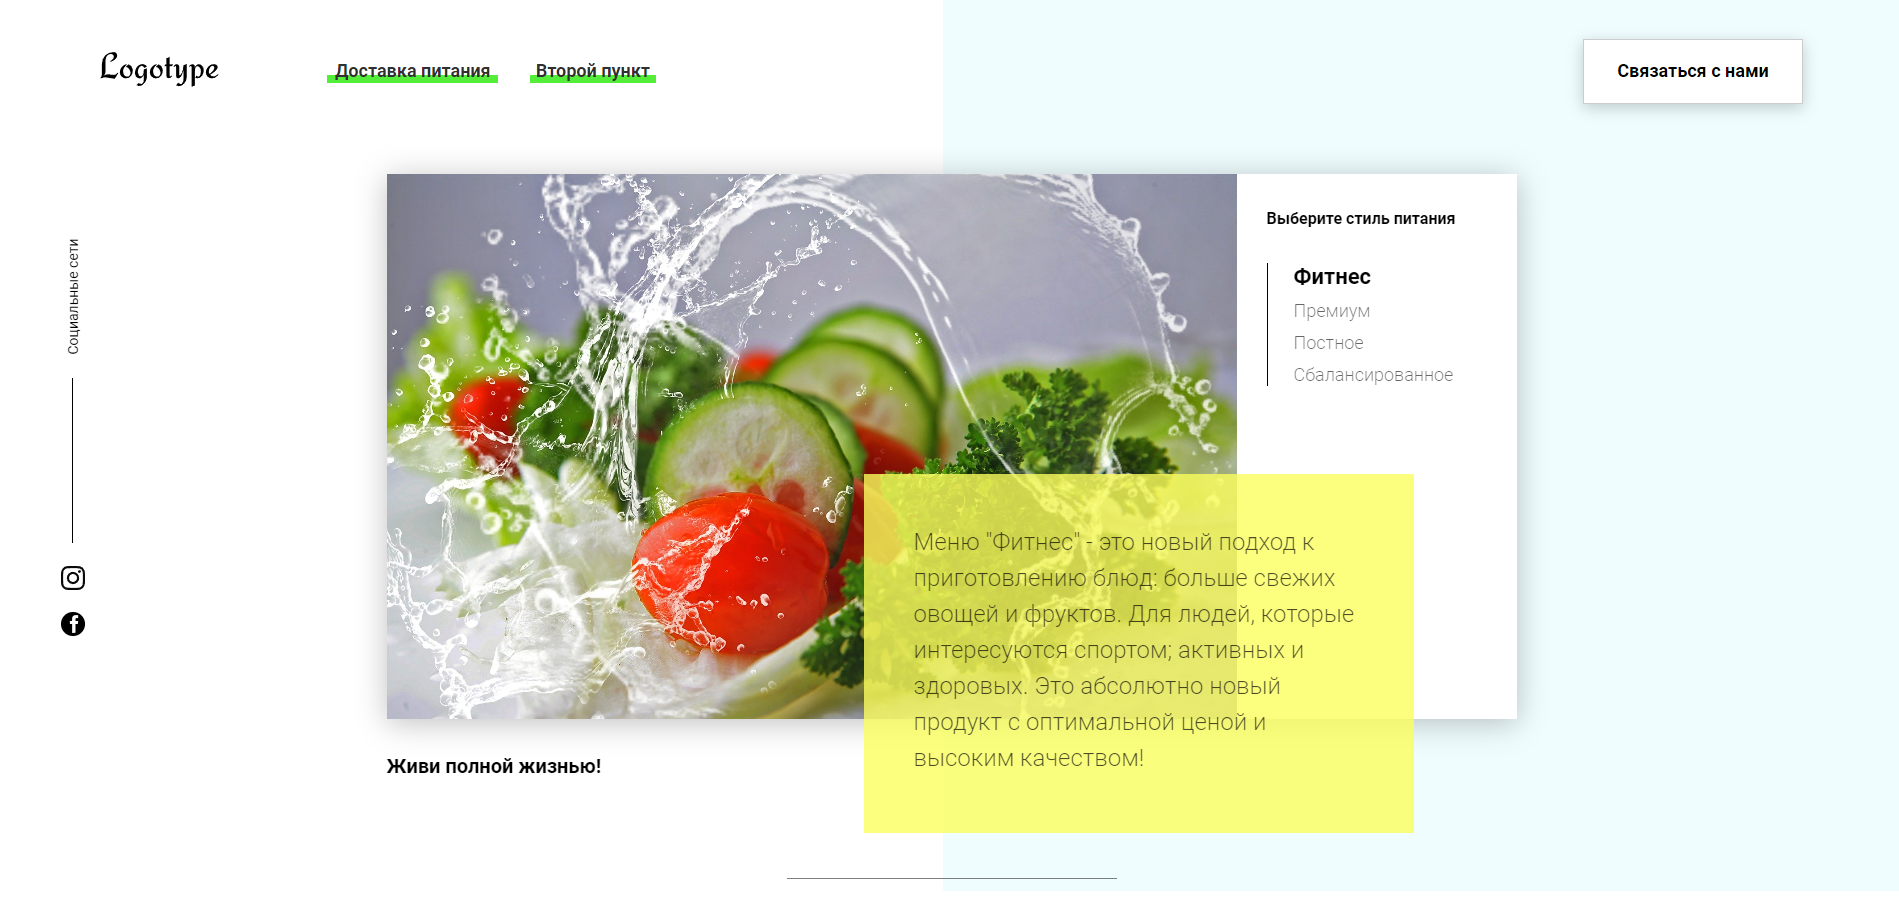 Logotype
Доставка питания
Второй пункт
Связаться с нами
Социальные сети
Выберите стиль питания
Фитнес
Премиум
Постное
Сбалансированное
Меню "Фитнес" - это новый подход к
приготовлению блюд: больше свежих
овощей и фруктов. Для людей, которые
интересуются спортом; активных и
здоровых. Это абсолютно новый
продукт с оптимальной ценой и
высоким качеством!
Живи полной жизнью!